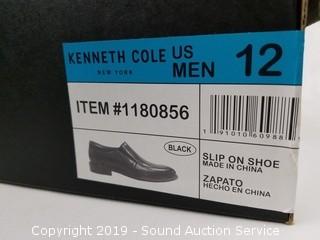 KENNETH COLE US
NEW YORK
MEN 12
ITEM #1180856
BLACK
SLIP ON SHOE
MADE IN CHINA
ZAPATO
HECHO EN CHINA
Copyright 2019 - Sound Auction Service